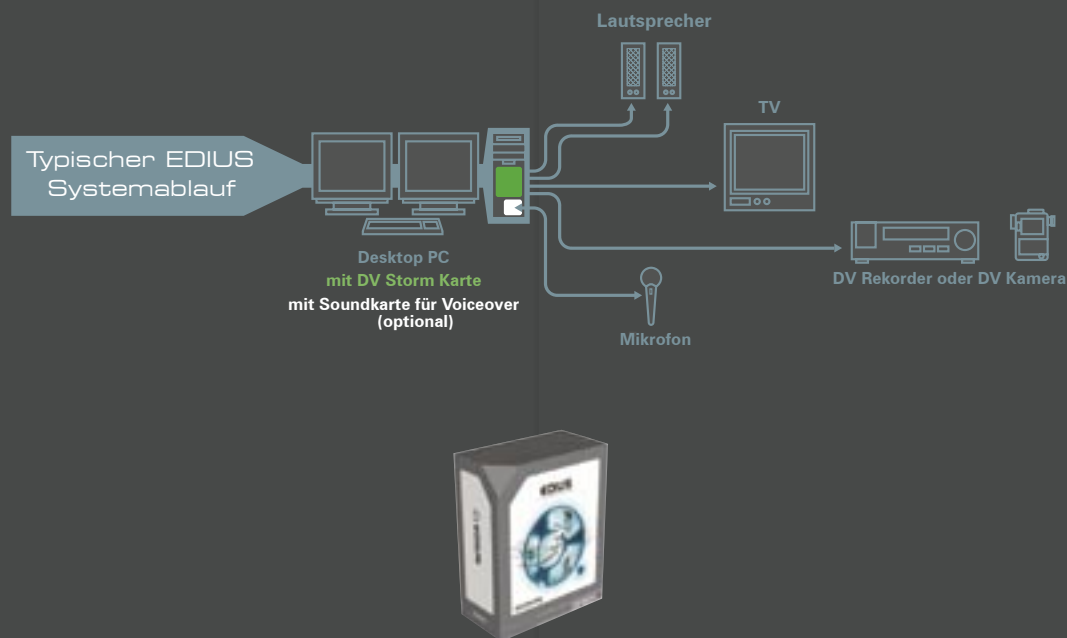 Lautsprecher
TV
Typischer EDIUS
Systemablauf
Desktop PC
mit DV Storm Karte
mit Soundkarte für Voiceover
(optional)
DV Rekorder oder DV Kamera
Mikrofon
EDIUS